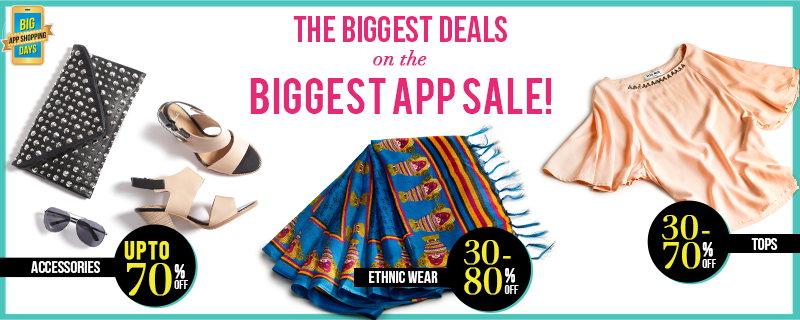 BIG
APP SHOPPING
DAYS
THE BIGGEST DEALS
on the
BIGGEST APP SALE!
ACCESSORIES
UPTO
70% OFF
ETHNIC WEAR
30-
80% OFF
30-
70% OFF
TOPS